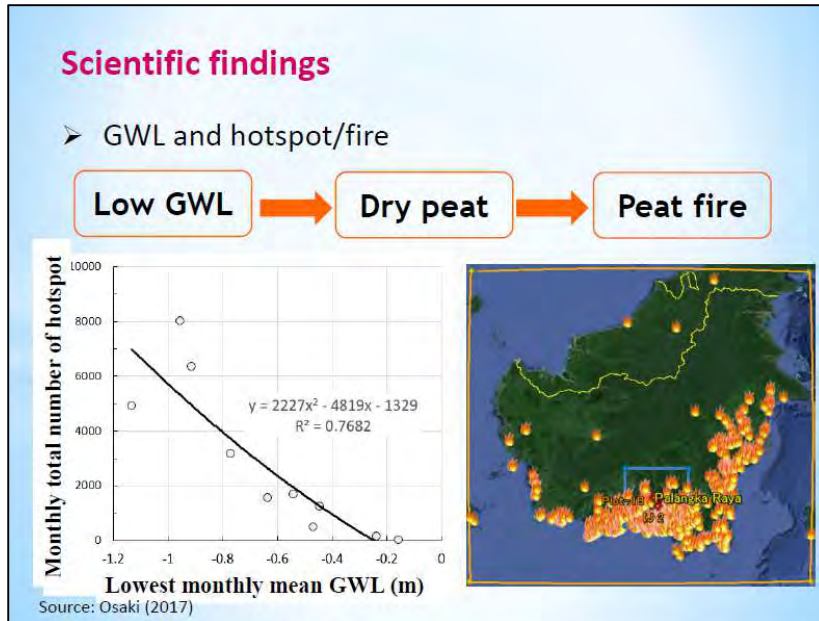 Scientific findings
➢ GWL and hotspot/fire
Low GWL
Dry peat
Peat fire
Monthly total number of hotspot
10000
8000
6000
4000
2000
0
y = 2227x² - 4819x - 1329
R² = 0.7682
-1.2 -1 -0.8 -0.6 -0.4 -0.2 0
Lowest monthly mean GWL (m)
Palangka Raya
Source: Osaki (2017)